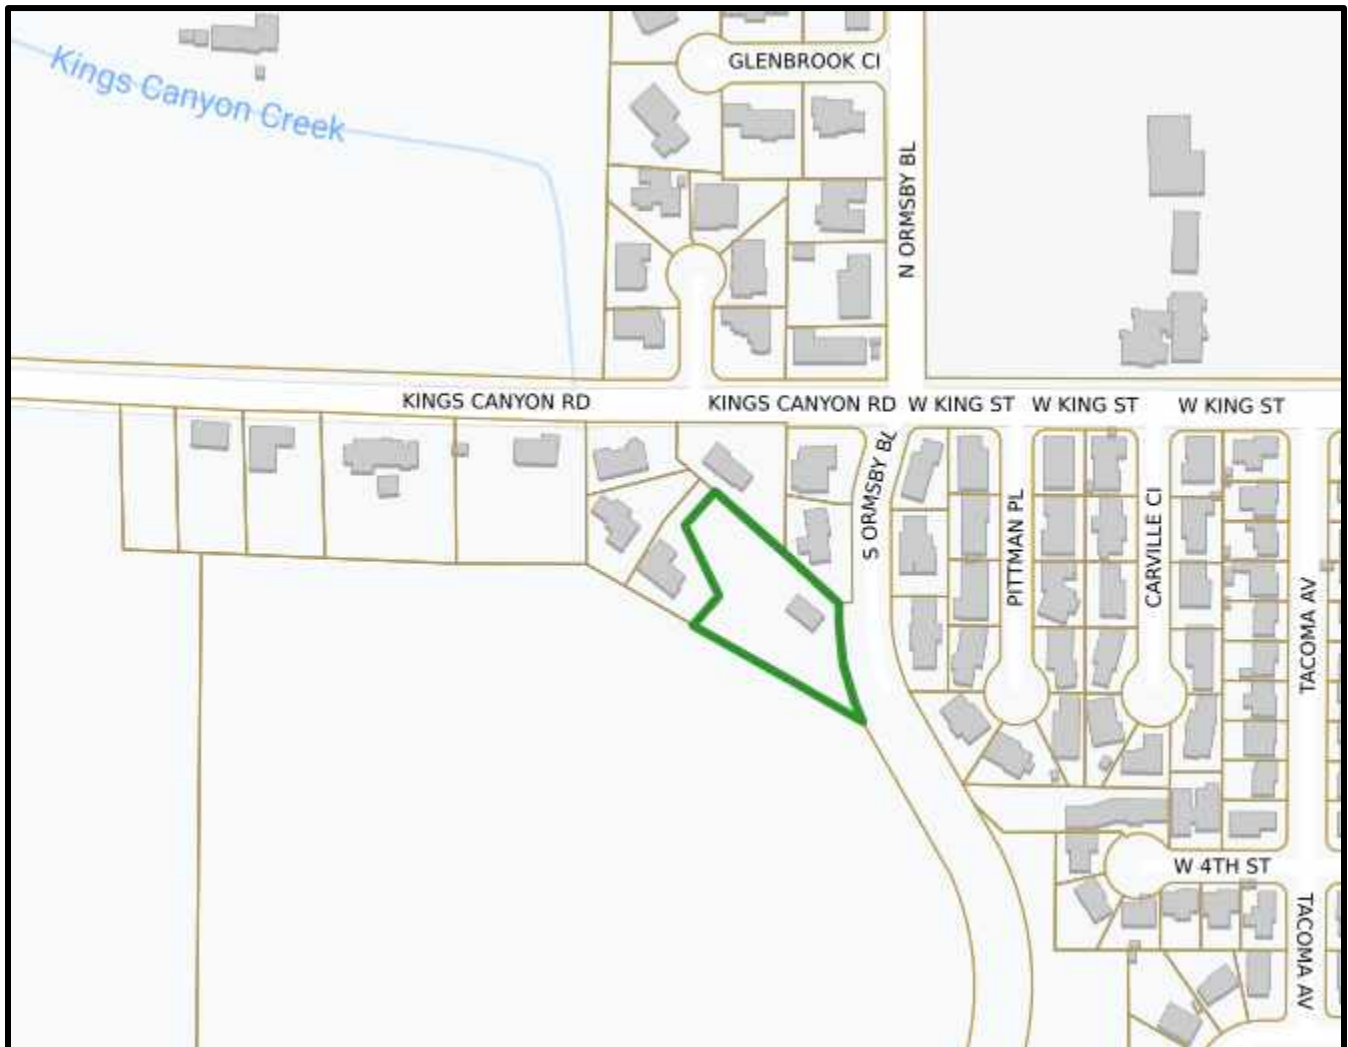 GLENBROOK CI
Kings Canyon Creek
N ORMSBY BL
KINGS CANYON RD
KINGS CANYON RD
W KING ST
W KING ST
W KING ST
S ORMSBY BL
PITTMAN PL
CARVILLE CI
TACOMA AV
W 4TH ST
TACOMA AV